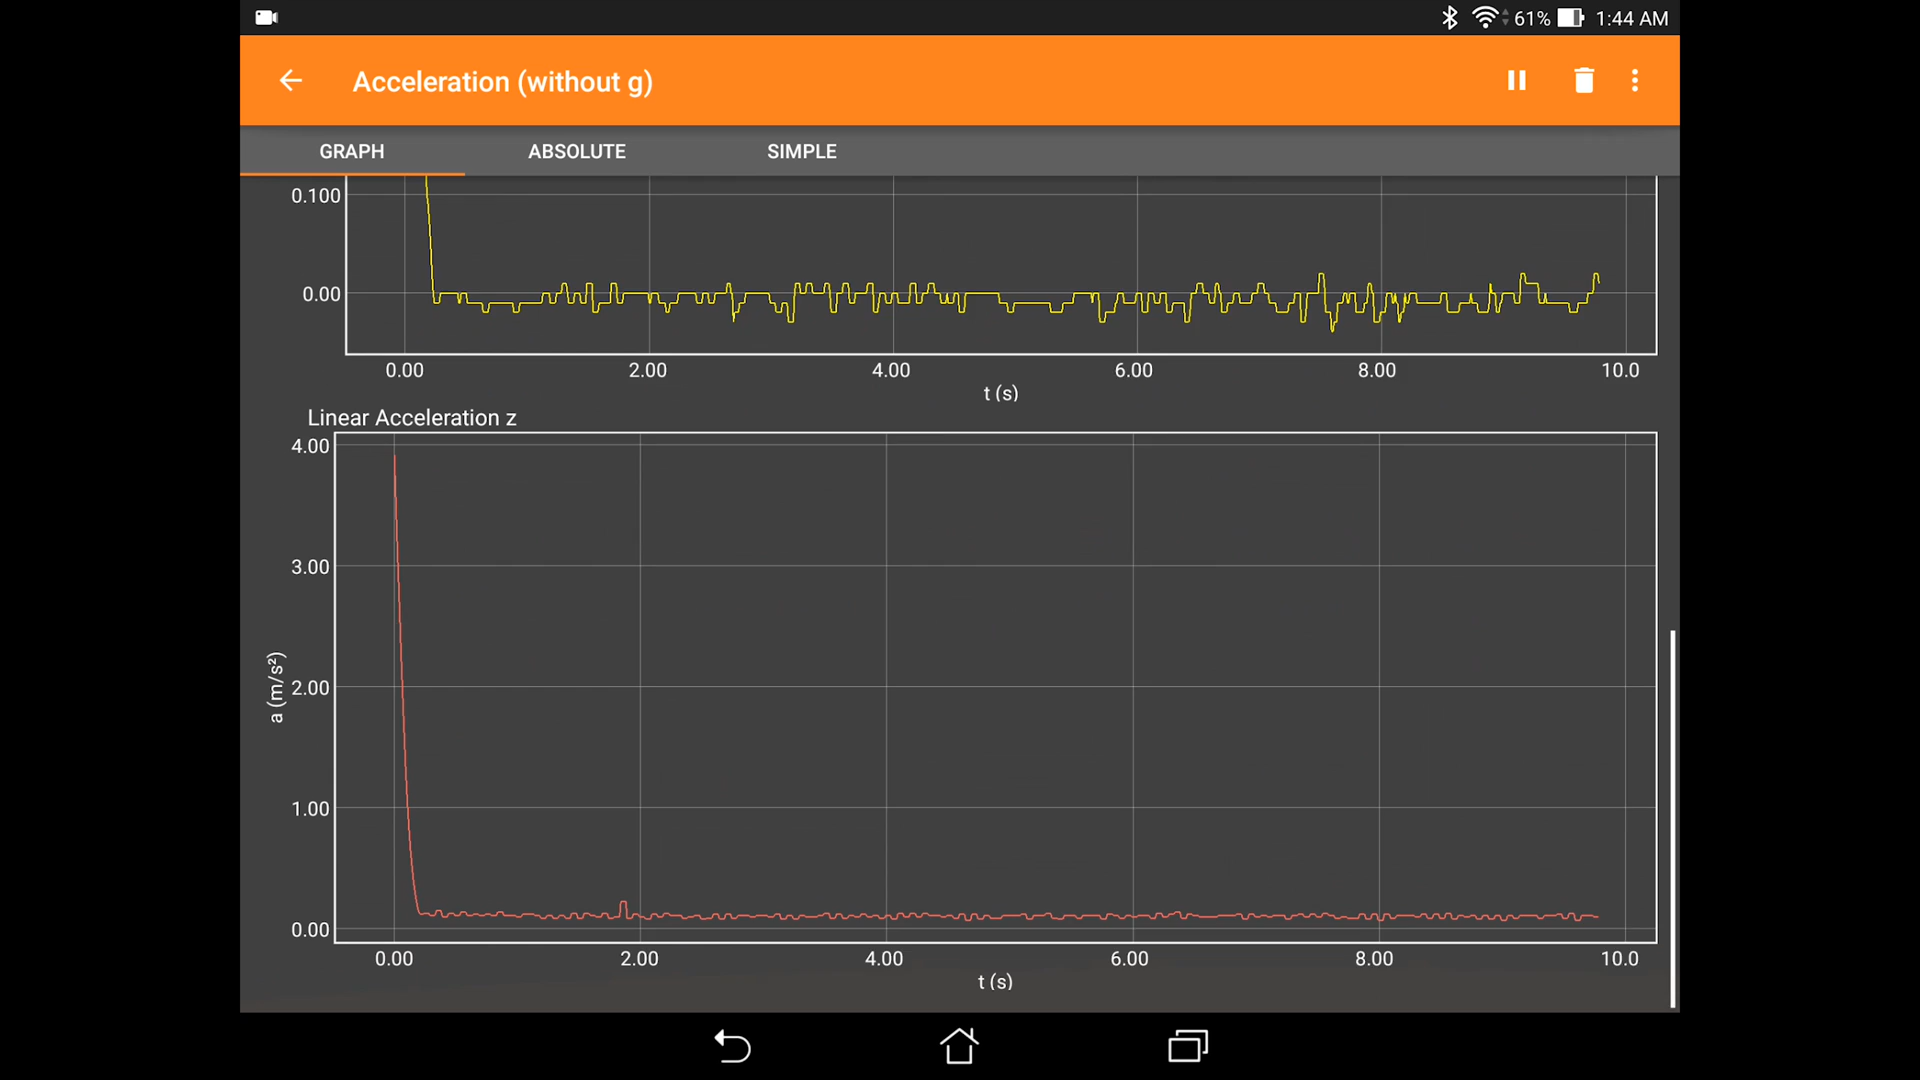 61% 1:44 AM
Acceleration (without g)
GRAPH ABSOLUTE SIMPLE
0.100
0.00
0.00 2.00 4.00 6.00 8.00 10.0
t (s)
Linear Acceleration z
4.00
3.00
2.00
1.00
0.00
a (m/s²)
0.00 2.00 4.00 6.00 8.00 10.0
t (s)